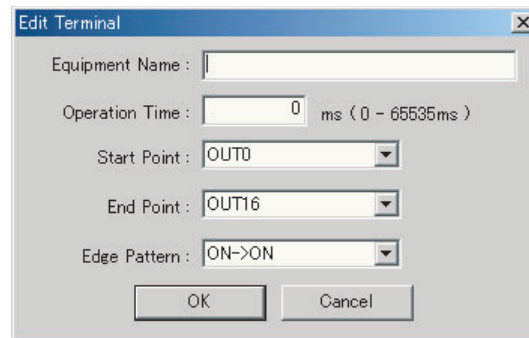 Edit Terminal
Equipment Name :
Operation Time : 0 ms ( 0 - 65535ms )
Start Point : OUT0
End Point : OUT16
Edge Pattern : ON->ON
OK Cancel